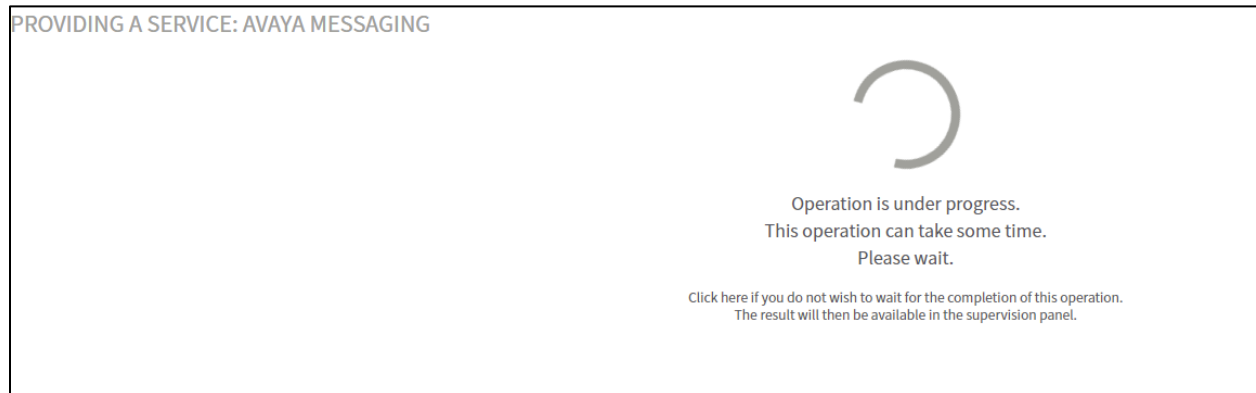 PROVIDING A SERVICE: AVAYA MESSAGING
Operation is under progress.
This operation can take some time.
Please wait.
Click here if you do not wish to wait for the completion of this operation.
The result will then be available in the supervision panel.